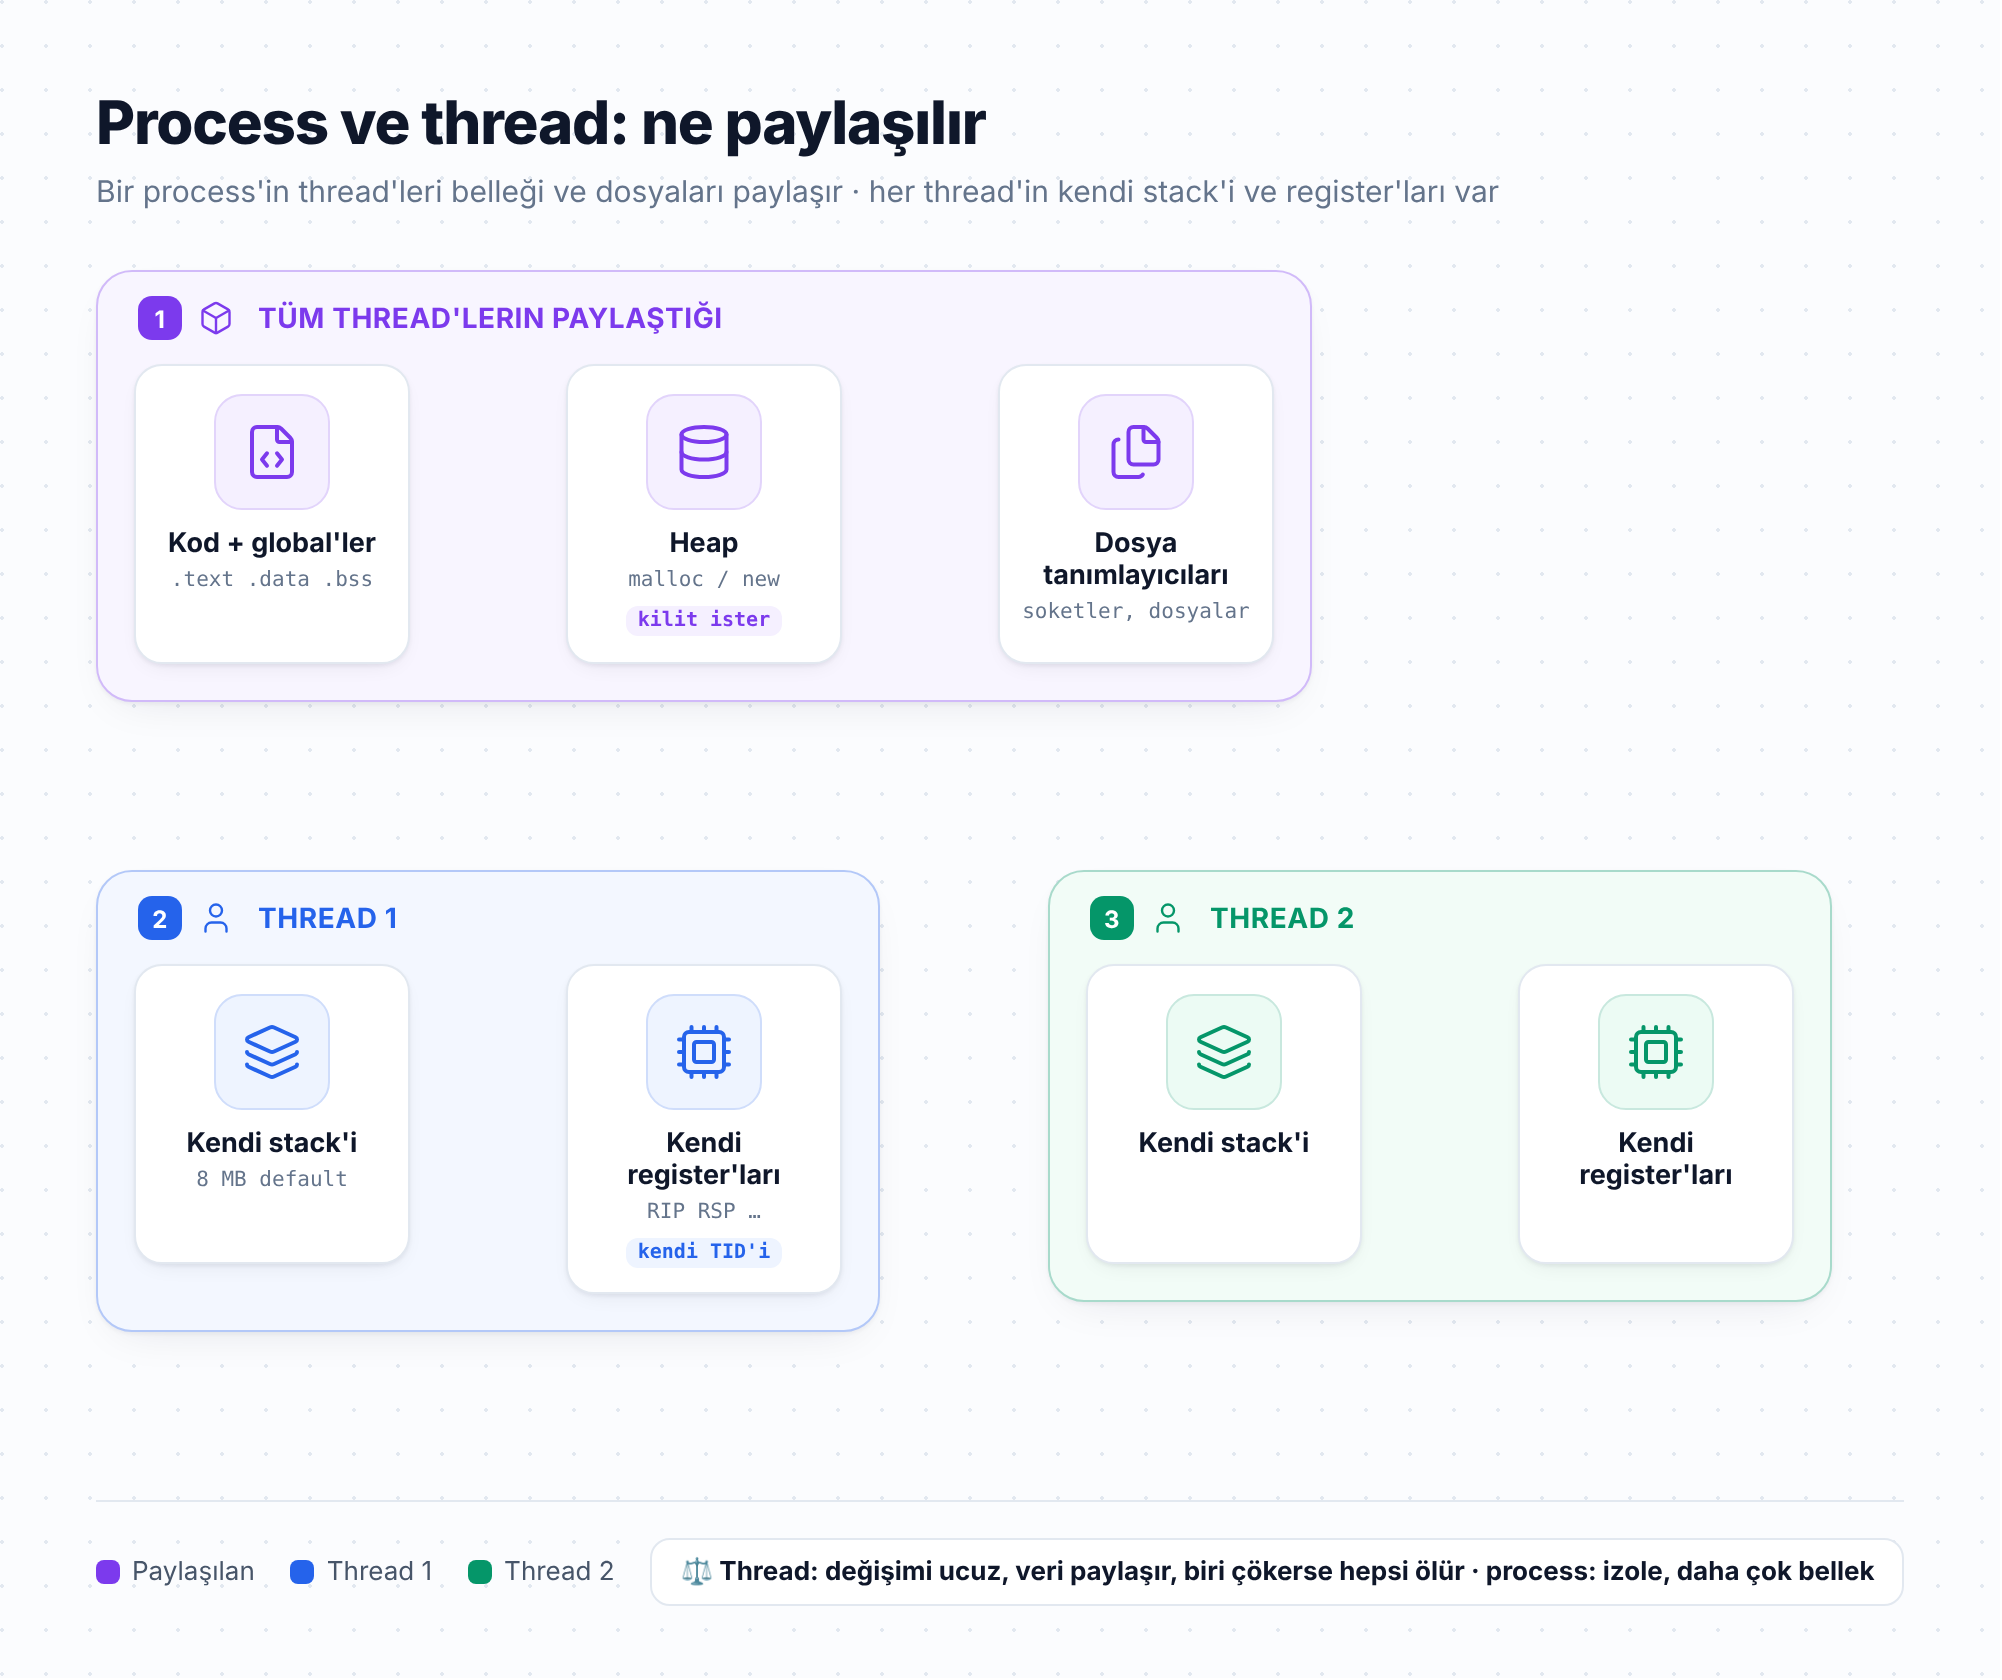 Process ve thread: ne paylaşılır
Bir process'in thread'leri belleği ve dosyaları paylaşır · her thread'in kendi stack'i ve register'ları var
1 TÜM THREAD'LERIN PAYLAŞTIĞI
Kod + global'ler
.text .data .bss
Heap
malloc / new
kilit ister
Dosya
tanımlayıcıları
soketler, dosyalar
2 THREAD 1
Kendi stack'i
8 MB default
Kendi
register'ları
RIP RSP …
kendi TID'i
3 THREAD 2
Kendi stack'i
Kendi
register'ları
Paylaşılan
Thread 1
Thread 2
⚖️ Thread: değişimi ucuz, veri paylaşır, biri çökerse hepsi ölür · process: izole, daha çok bellek